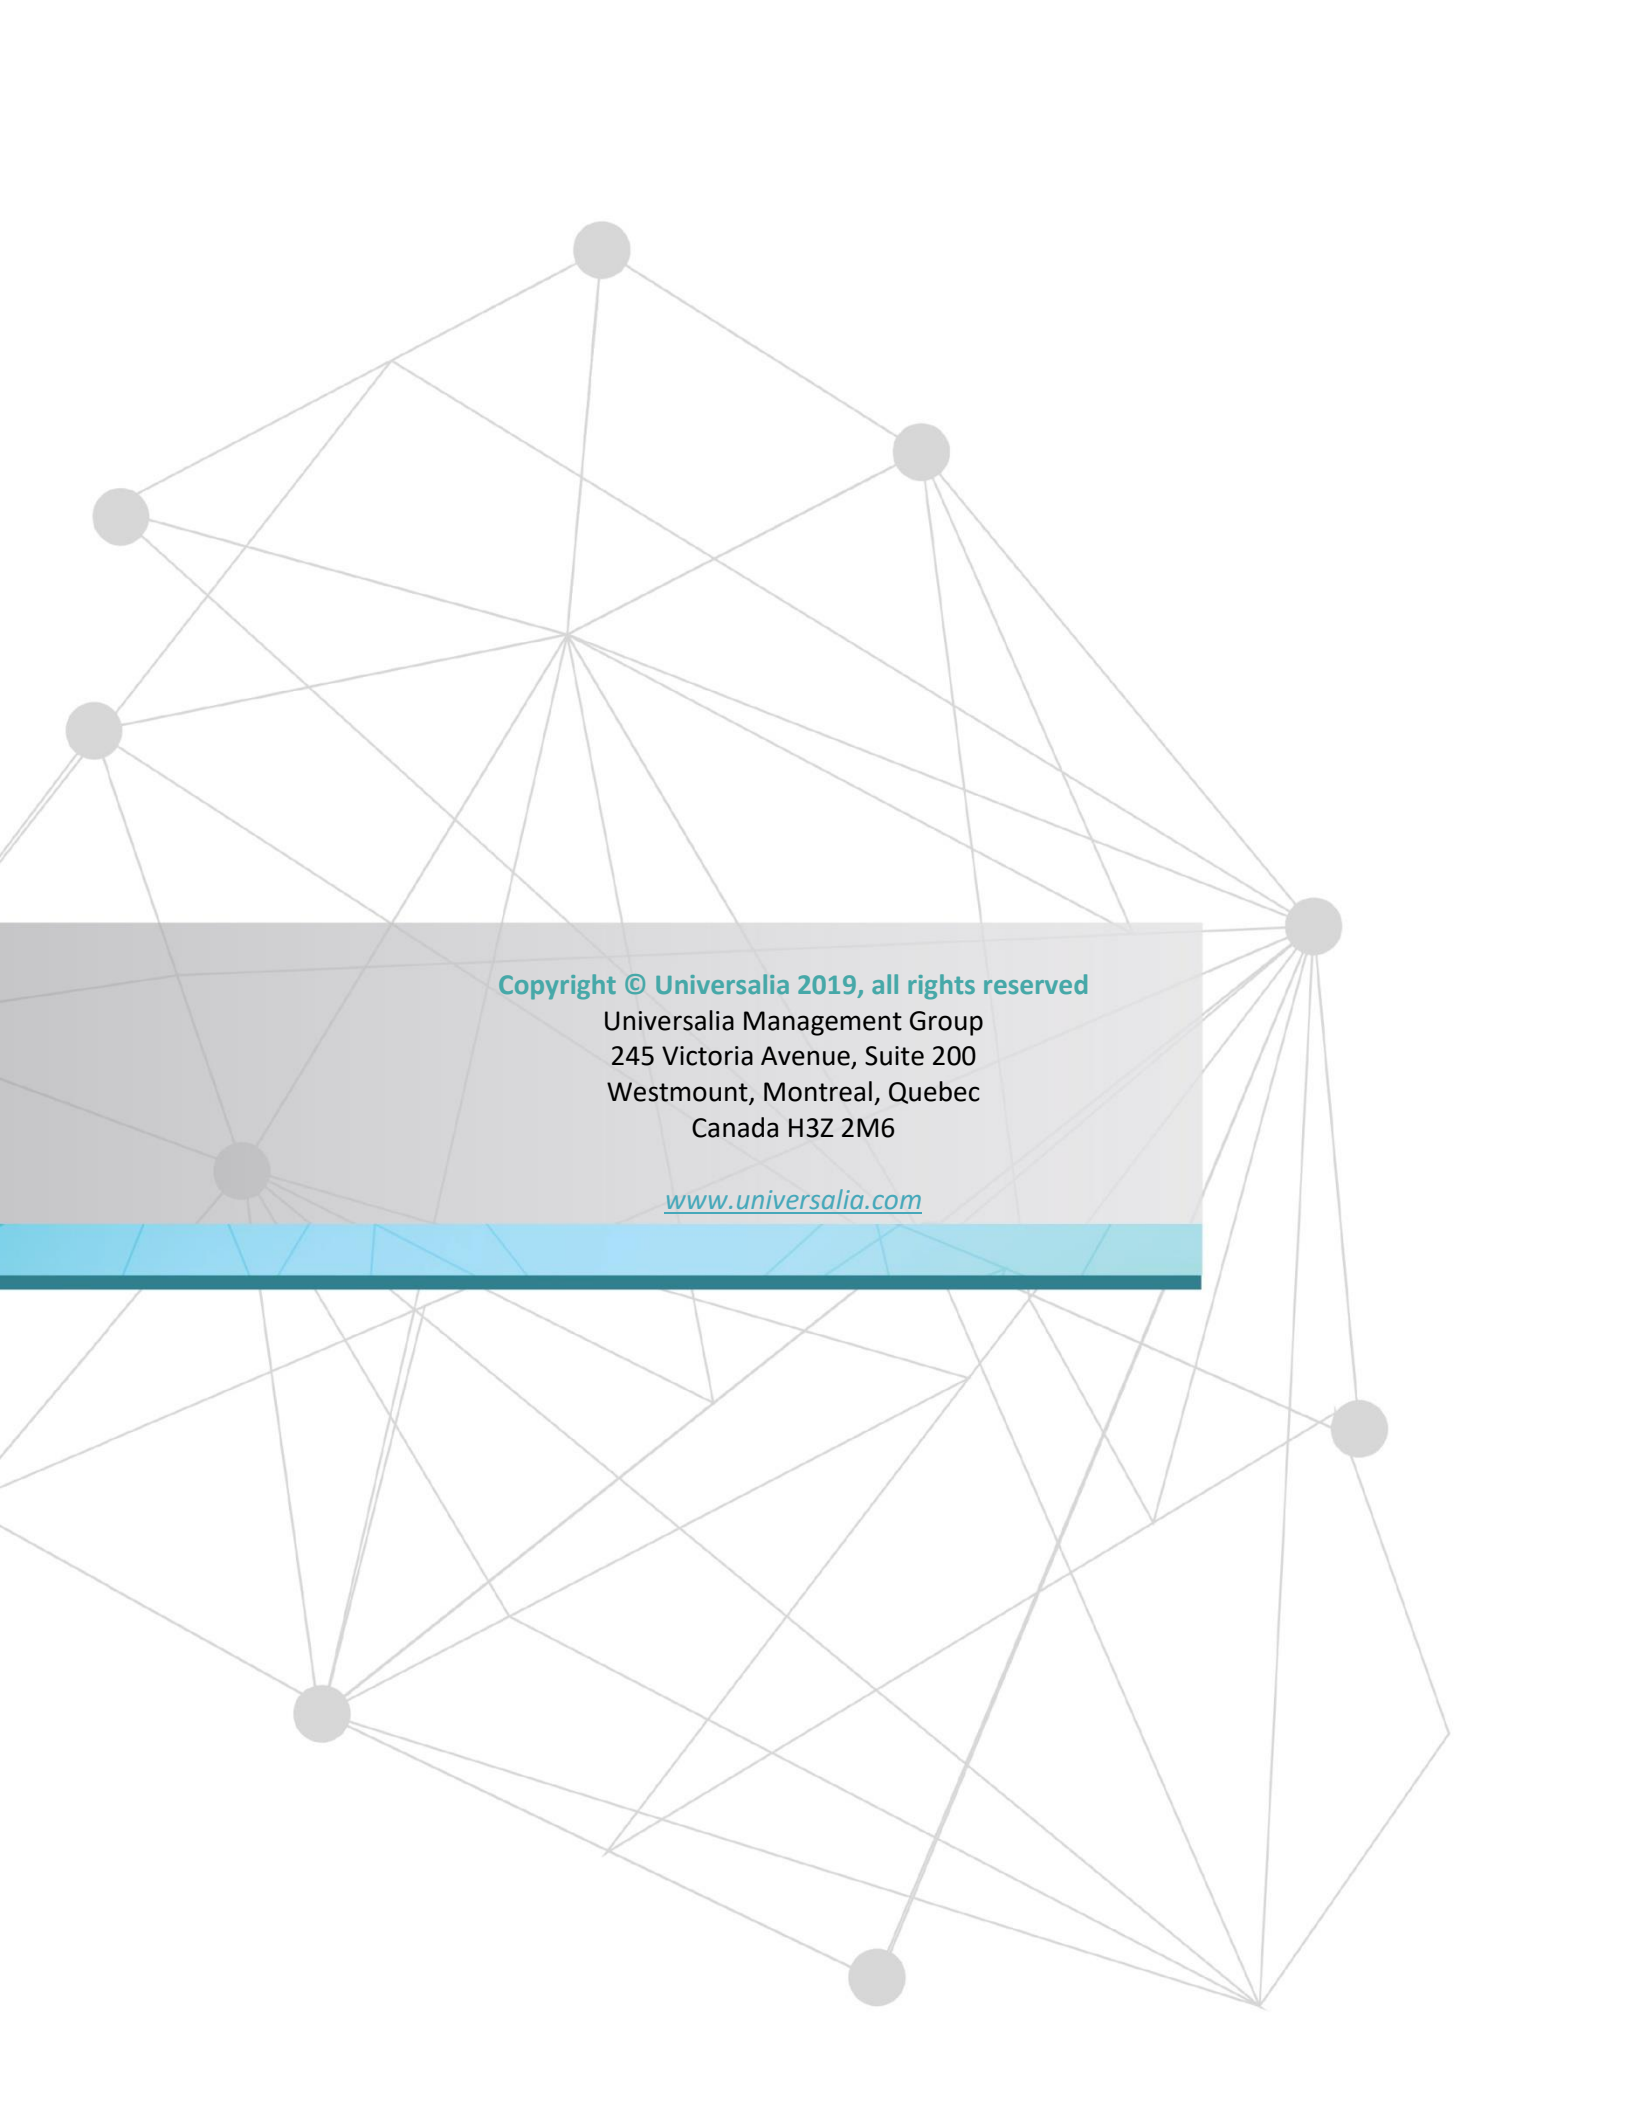 Copyright © Universalia 2019, all rights reserved
Universalia Management Group
245 Victoria Avenue, Suite 200
Westmount, Montreal, Quebec
Canada H3Z 2M6
www.universalia.com